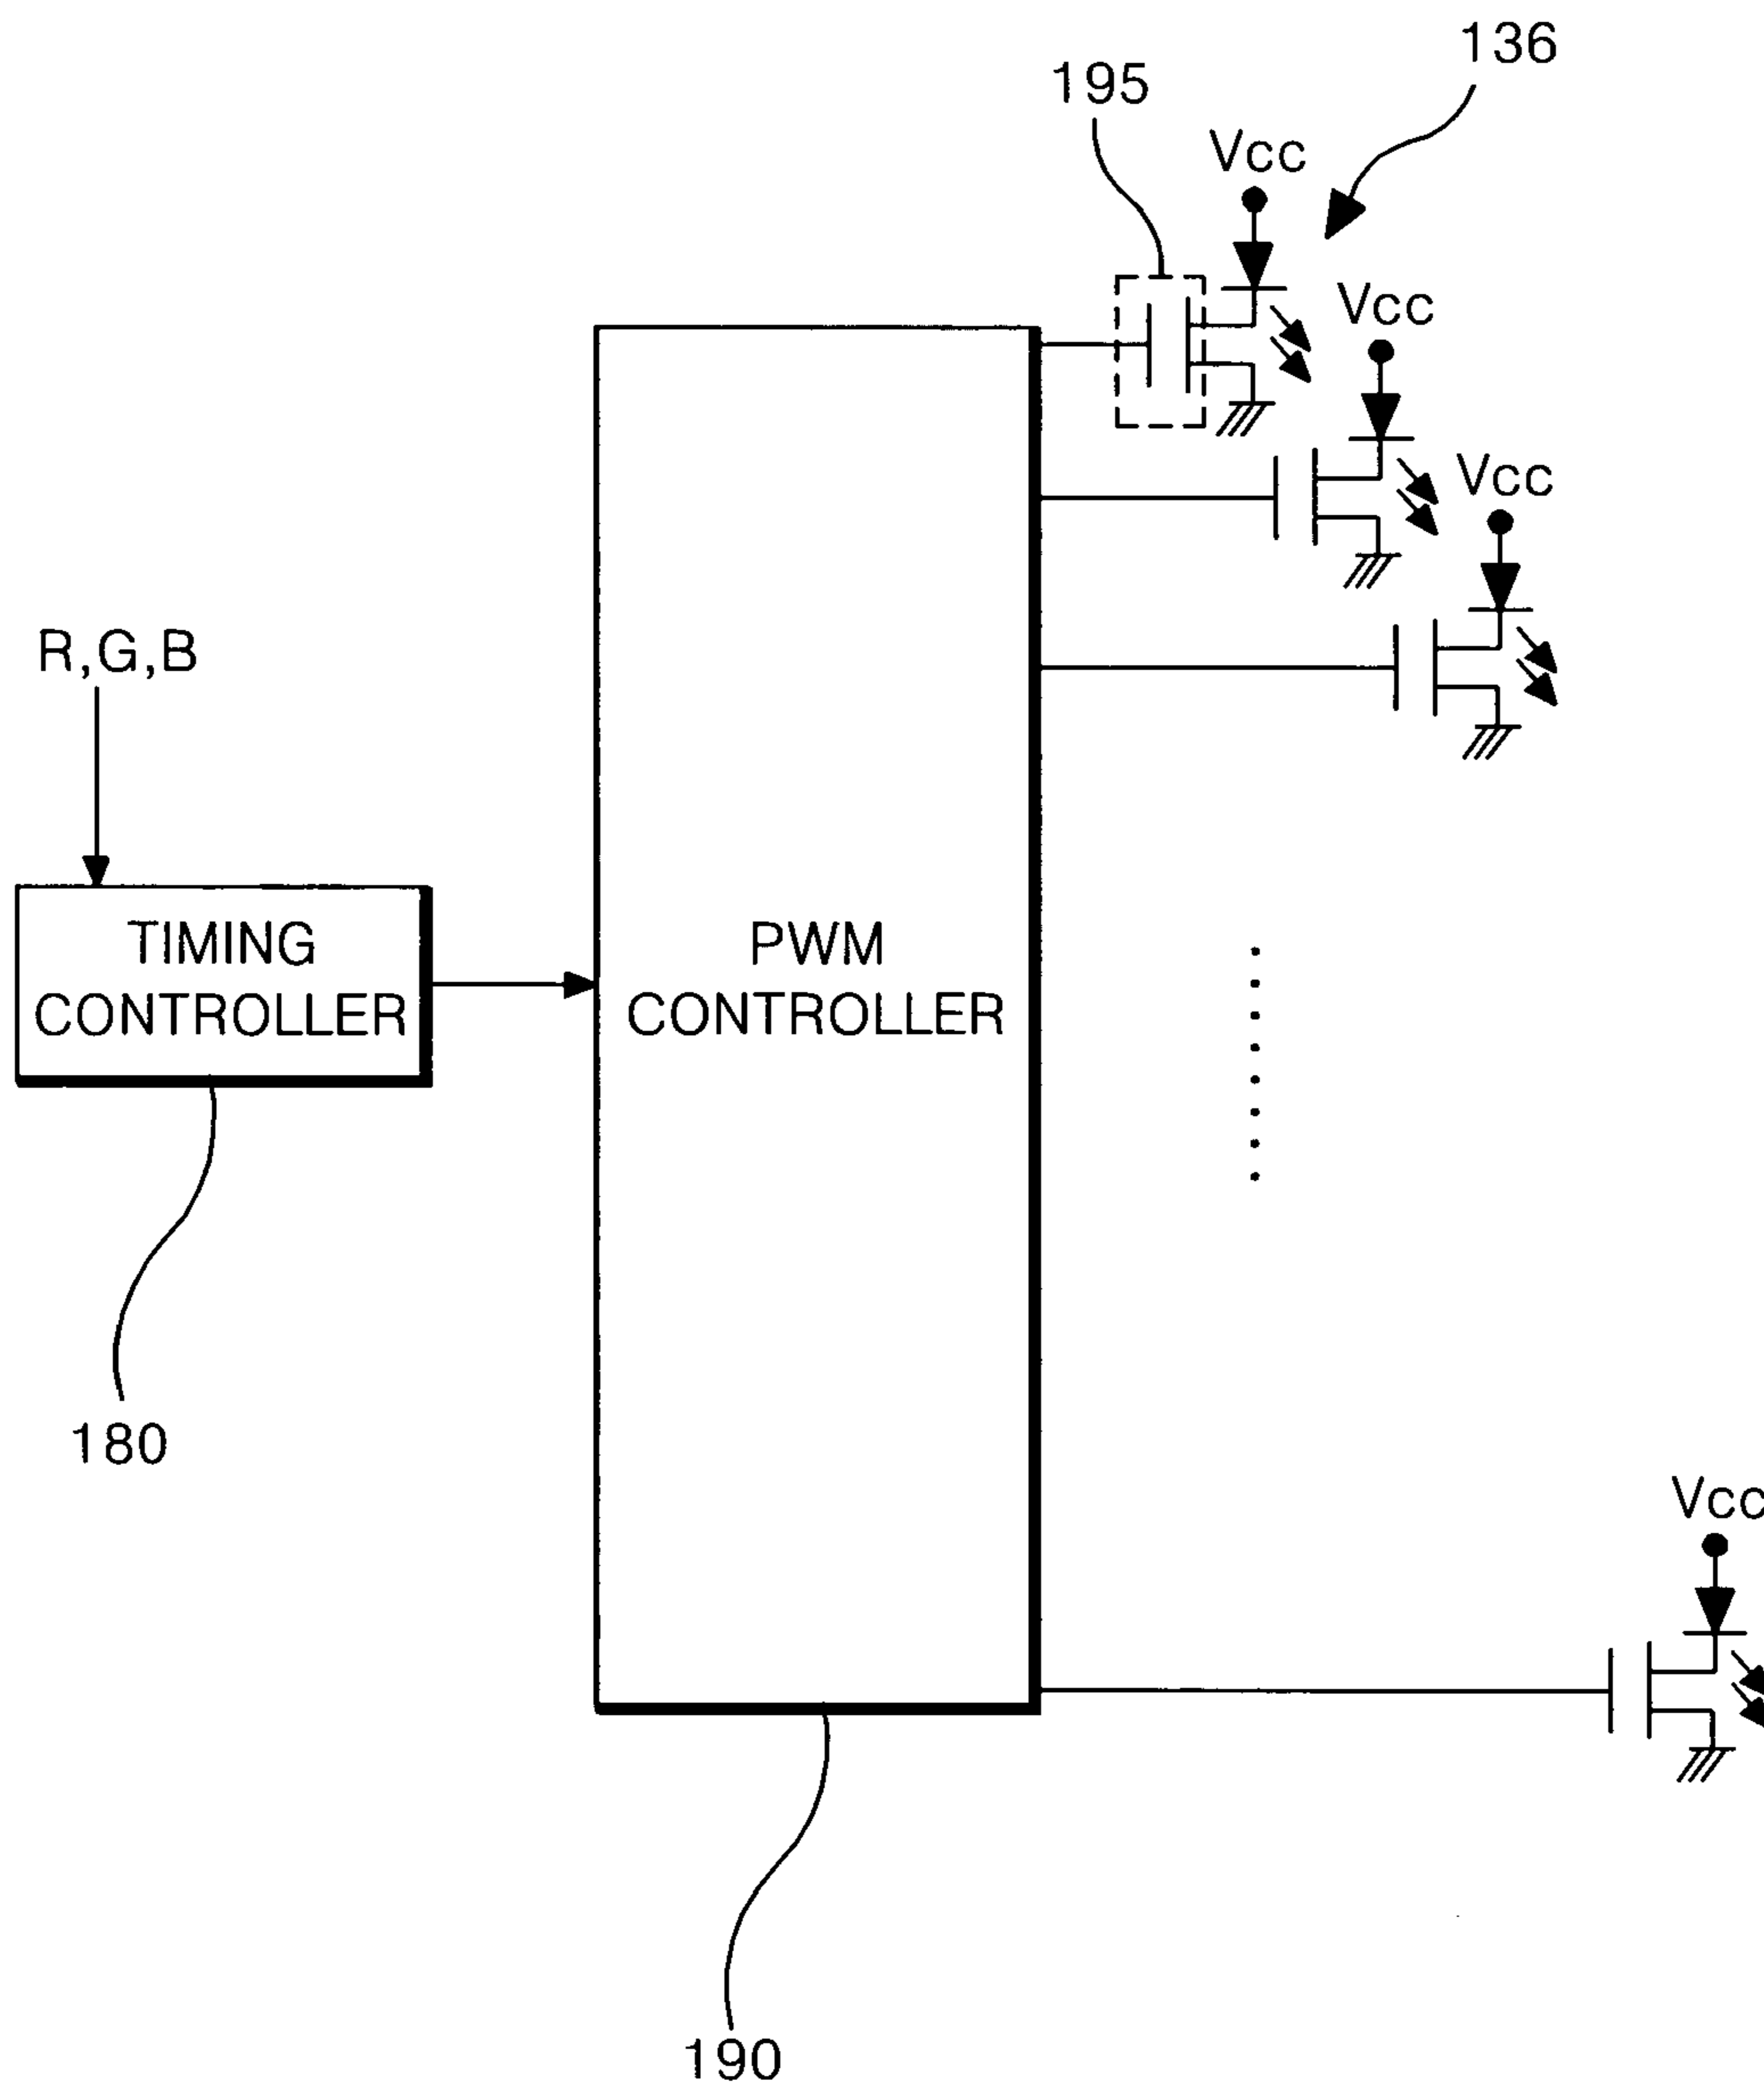 136
195
Vcc
Vcc
Vcc
R,G,B
TIMING
CONTROLLER
PWM
CONTROLLER
180
Vcc
190